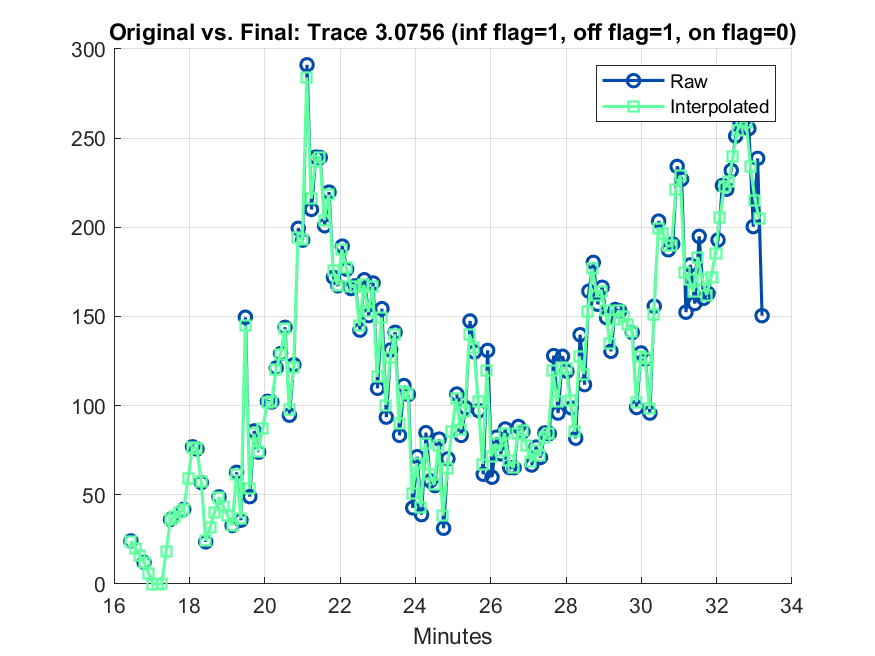 Original vs. Final: Trace 3.0756 (inf flag=1, off flag=1, on flag=0)
300
250
200
150
100
50
0
Raw
Interpolated
16 18 20 22 24 26 28 30 32 34
Minutes